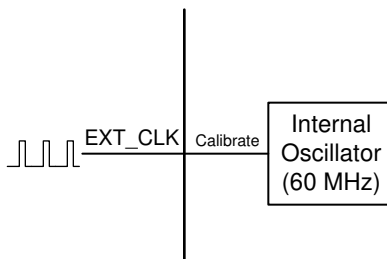 EXT_CLK
Calibrate
Internal
Oscillator
(60 MHz)